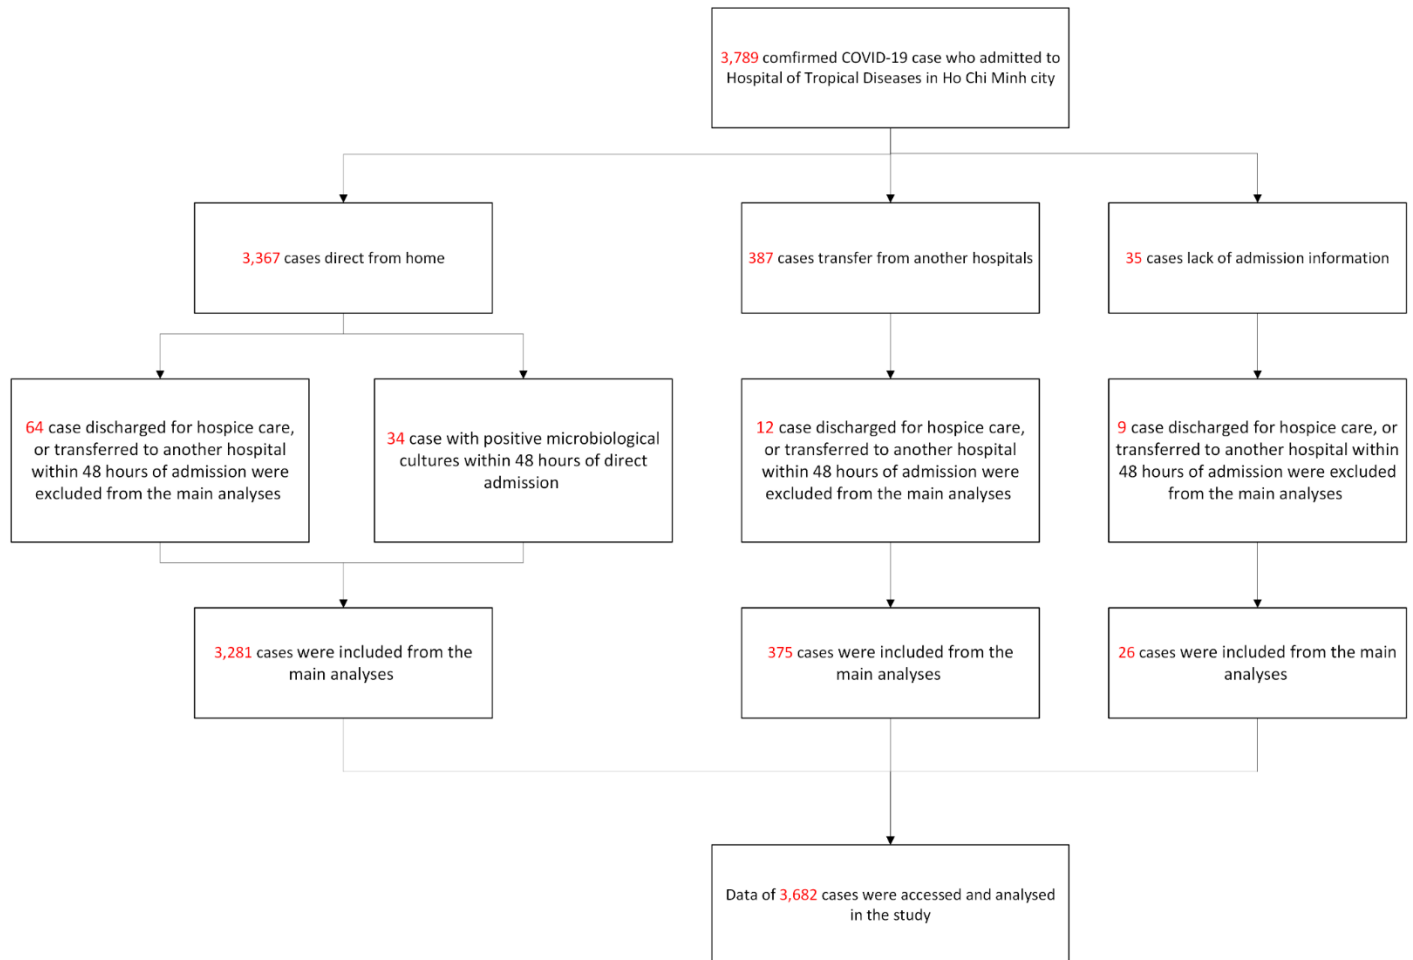 3,789 comfirmed COVID-19 case who admitted to
Hospital of Tropical Diseases in Ho Chi Minh city
3,367 cases direct from home
387 cases transfer from another hospitals
35 cases lack of admission information
64 case discharged for hospice care,
or transferred to another hospital
within 48 hours of admission were
excluded from the main analyses
34 case with positive microbiological
cultures within 48 hours of direct
admission
12 case discharged for hospice care,
or transferred to another hospital
within 48 hours of admission were
excluded from the main analyses
9 case discharged for hospice care, or
transferred to another hospital within
48 hours of admission were excluded
from the main analyses
3,281 cases were included from the
main analyses
375 cases were included from the
main analyses
26 cases were included from the main
analyses
Data of 3,682 cases were accessed and analysed
in the study